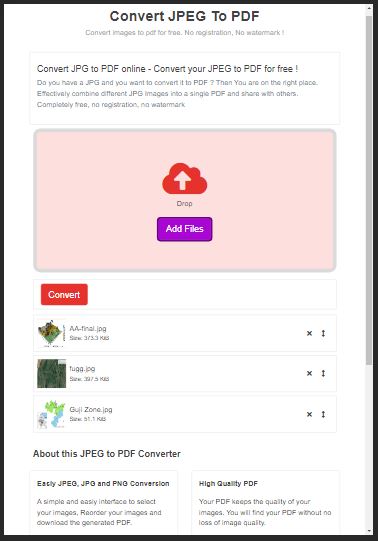 Convert JPEG To PDF
Convert images to pdf for free. No registration, No watermark !
Convert JPG to PDF online - Convert your JPEG to PDF for free !
Do you have a JPG and you want to convert it to PDF ? Then You are on the right place.
Effectively combine different JPG Images into a single PDF and share with others.
Completely free, no registration, no watermark
Drop
Add Files
Convert
AA-final.jpg
Size: 373.3 KiB
fugg.jpg
Size: 397.5 KiB
Guji Zone.jpg
Size: 51.1 KiB
About this JPEG to PDF Converter
Easiy JPEG, JPG and PNG Conversion
A simple and easiy interface to select
your images, Reorder your images and
download the generated PDF.
High Quality PDF
Your PDF keeps the quality of your
images. You will find your PDF without no
loss of image quality.